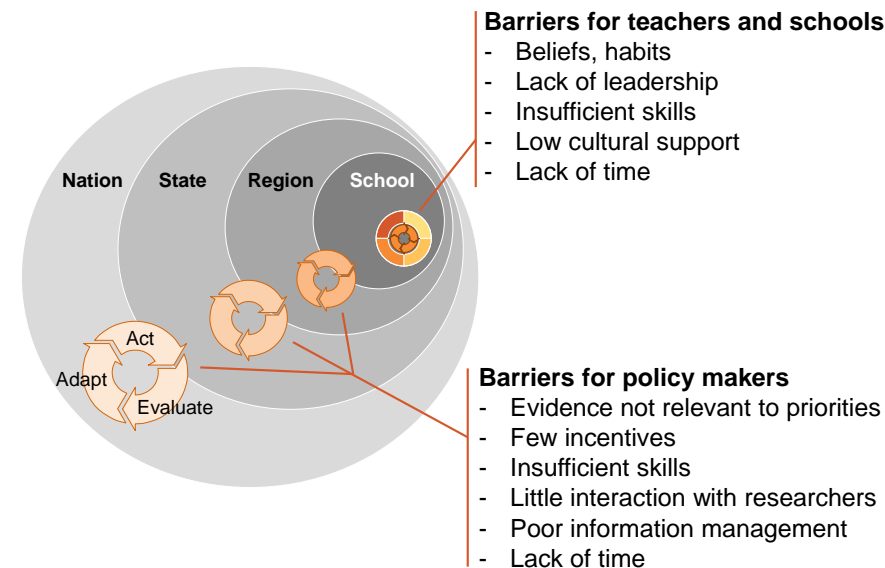 Barriers for teachers and schools
- Beliefs, habits
- Lack of leadership
- Insufficient skills
- Low cultural support
- Lack of time
Nation State Region School
Act
Adapt
Evaluate
Barriers for policy makers
- Evidence not relevant to priorities
- Few incentives
- Insufficient skills
- Little interaction with researchers
- Poor information management
- Lack of time